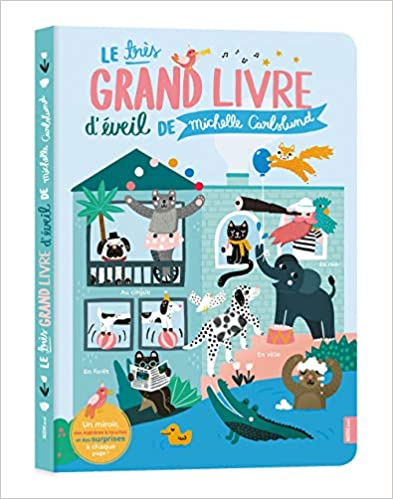 LE très
GRAND LIVRE
d'éveil DE Michelle Carlslund
Au cirque
En mer
En forêt
En ville
Un miroir,
des matières à toucher
et des surprises
à chaque
page !
LE très GRAND LIVRE d'éveil DE Michelle Carlslund
AUZOU